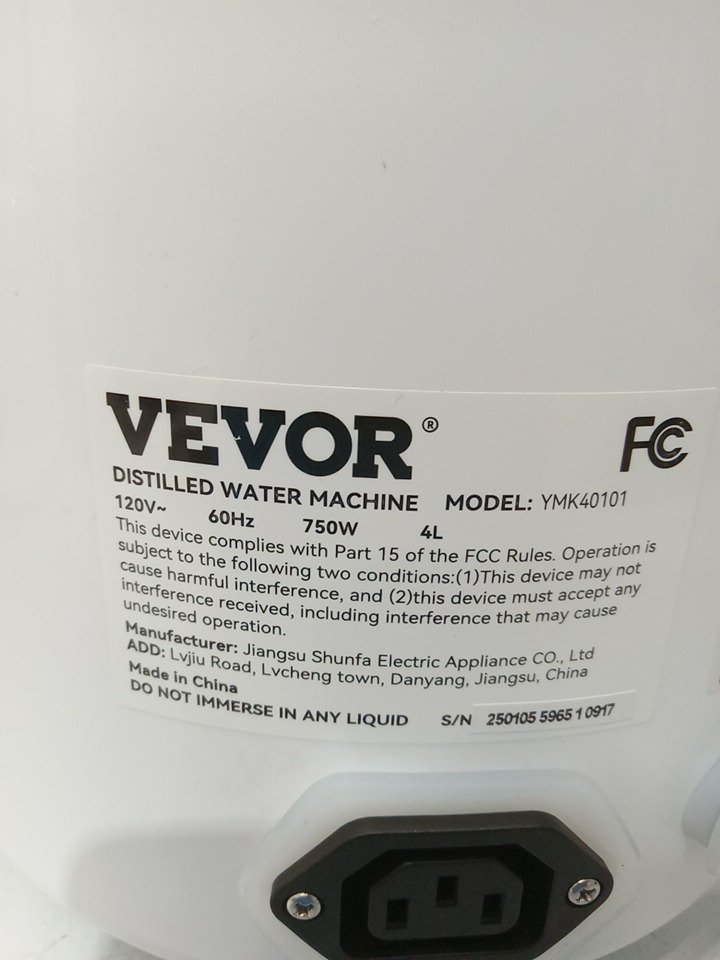 VEVOR®
FC
DISTILLED WATER MACHINE MODEL: YMK40101
120V~ 60Hz 750W 4L
This device complies with Part 15 of the FCC Rules. Operation is
subject to the following two conditions:(1)This device may not
cause harmful interference, and (2)this device must accept any
interference received, including interference that may cause
undesired operation.
Manufacturer: Jiangsu Shunfa Electric Appliance CO., Ltd
ADD: Lvjiu Road, Lvcheng town, Danyang, Jiangsu, China
Made in China
DO NOT IMMERSE IN ANY LIQUID S/N 250105 5965 1 0917